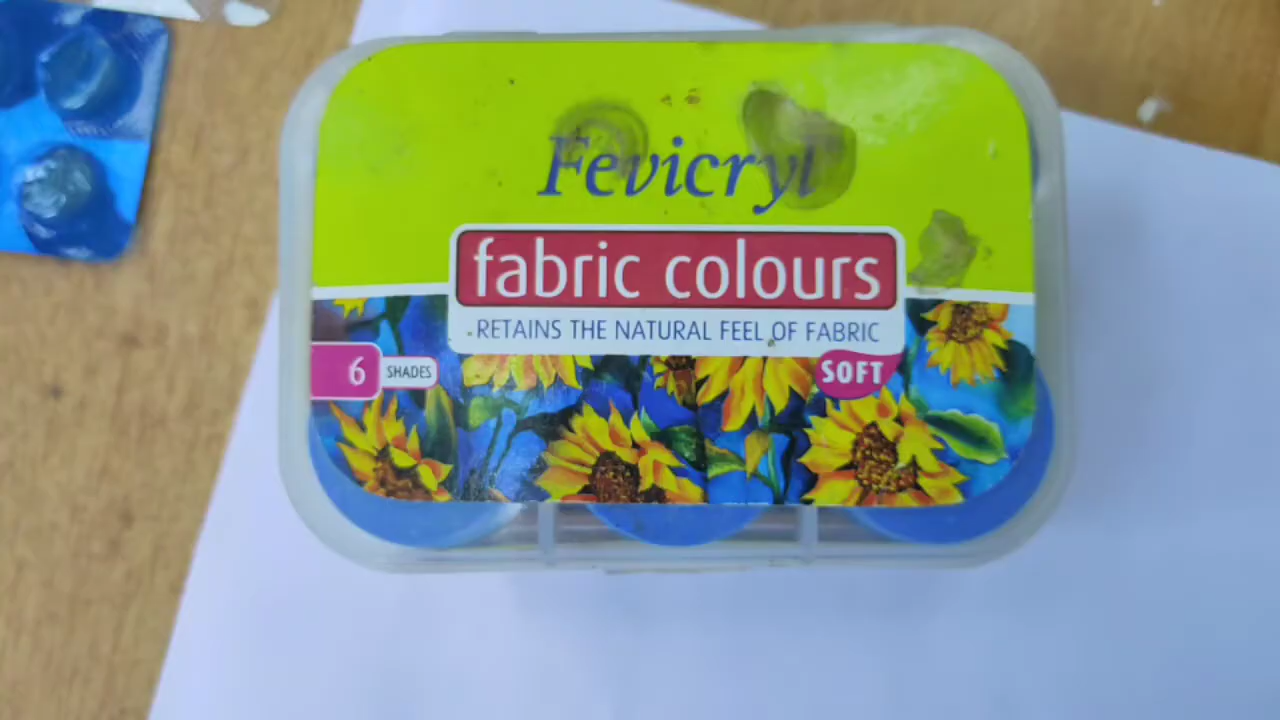 Fevicryl
fabric colours
RETAINS THE NATURAL FEEL OF FABRIC
6 SHADES
SOFT